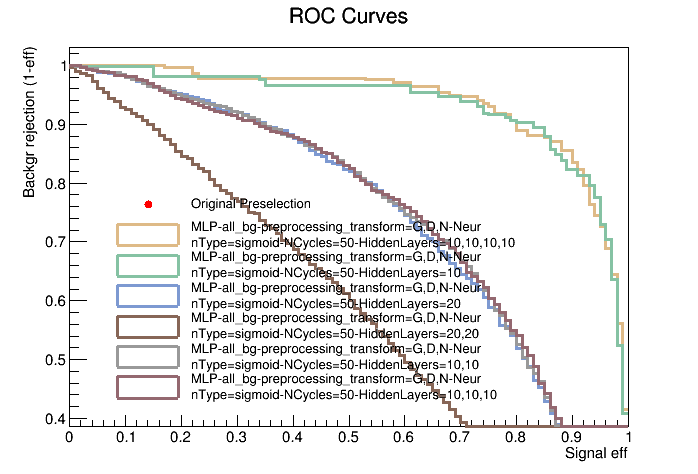 ROC Curves
Backgr rejection (1-eff)
1
0.9
0.8
0.7
0.6
0.5
0.4
Original Preselection
MLP-all_bg-preprocessing_transform=G,D,N-Neur
nType=sigmoid-NCycles=50-HiddenLayers=10,10,10,10
MLP-all_bg-preprocessing_transform=G,D,N-Neur
nType=sigmoid-NCycles=50-HiddenLayers=10
MLP-all_bg-preprocessing_transform=G,D,N-Neur
nType=sigmoid-NCycles=50-HiddenLayers=20
MLP-all_bg-preprocessing_transform=G,D,N-Neur
nType=sigmoid-NCycles=50-HiddenLayers=20,20
MLP-all_bg-preprocessing_transform=G,D,N-Neur
nType=sigmoid-NCycles=50-HiddenLayers=10,10
MLP-all_bg-preprocessing_transform=G,D,N-Neur
nType=sigmoid-NCycles=50-HiddenLayers=10,10,10
0 0.1 0.2 0.3 0.4 0.5 0.6 0.7 0.8 0.9 1
Signal eff